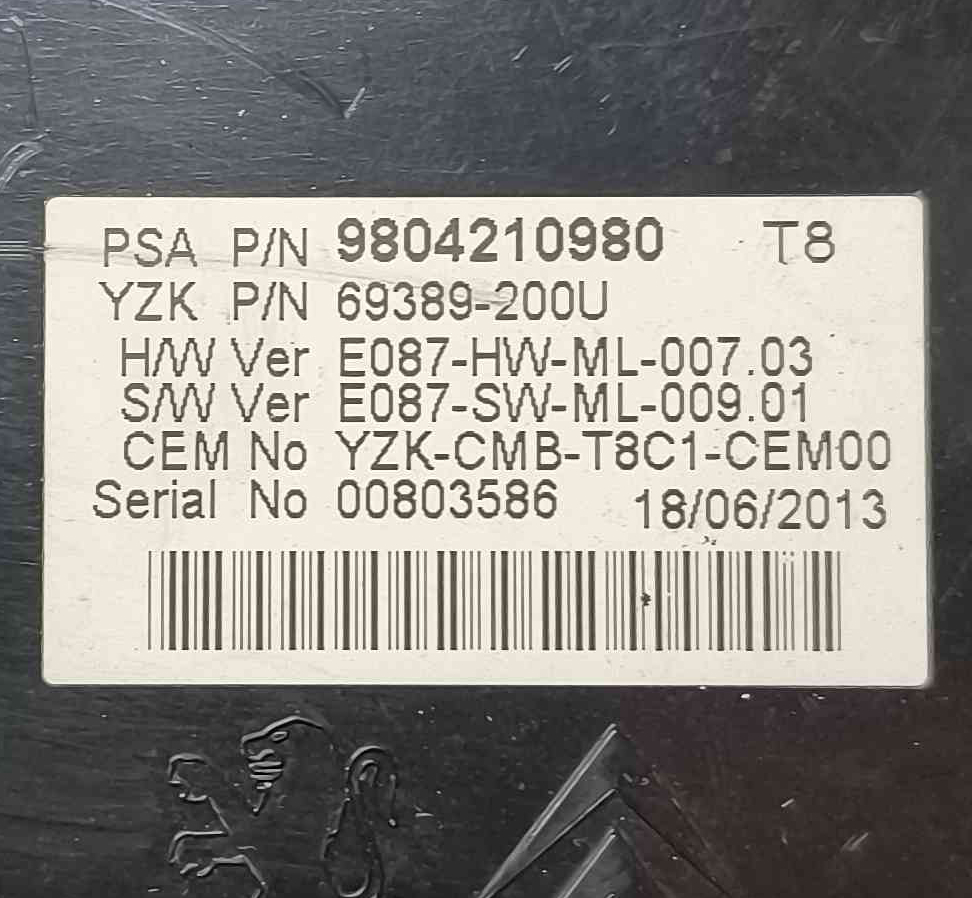 PSA P/N 9804210980 T8
YZK P/N 69389-200U
H/W Ver E087-HW-ML-007.03
S/W Ver E087-SW-ML-009.01
CEM No YZK-CMB-T8C1-CEM00
Serial No 00803586 18/06/2013